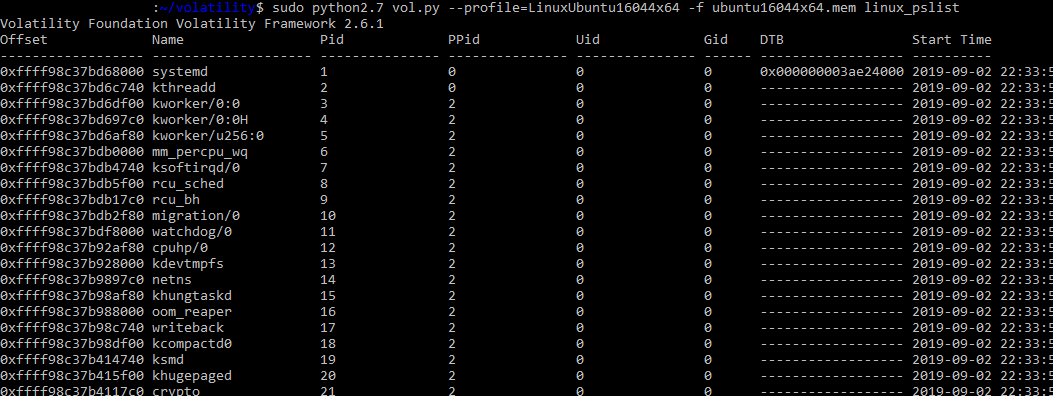 :~/volatility$ sudo python2.7 vol.py --profile=LinuxUbuntu16044x64 -f ubuntu16044x64.mem linux_pslist
Volatility Foundation Volatility Framework 2.6.1
Offset Name Pid PPid Uid Gid DTB Start Time
------------------ -------------------- --------------- --------------- --------------- ------ ------------------ ----------
0xffff98c37bd68000 systemd 1 0 0 0 0x000000003ae24000 2019-09-02 22:33:5
0xffff98c37bd6c740 kthreadd 2 0 0 0 ------------------ 2019-09-02 22:33:5
0xffff98c37bd6df00 kworker/0:0 3 2 0 0 ------------------ 2019-09-02 22:33:5
0xffff98c37bd697c0 kworker/0:0H 4 2 0 0 ------------------ 2019-09-02 22:33:5
0xffff98c37bd6af80 kworker/u256:0 5 2 0 0 ------------------ 2019-09-02 22:33:5
0xffff98c37bdb0000 mm_percpu_wq 6 2 0 0 ------------------ 2019-09-02 22:33:5
0xffff98c37bdb4740 ksoftirqd/0 7 2 0 0 ------------------ 2019-09-02 22:33:5
0xffff98c37bdb5f00 rcu_sched 8 2 0 0 ------------------ 2019-09-02 22:33:5
0xffff98c37bdb17c0 rcu_bh 9 2 0 0 ------------------ 2019-09-02 22:33:5
0xffff98c37bdb2f80 migration/0 10 2 0 0 ------------------ 2019-09-02 22:33:5
0xffff98c37bdf8000 watchdog/0 11 2 0 0 ------------------ 2019-09-02 22:33:5
0xffff98c37b92af80 cpuhp/0 12 2 0 0 ------------------ 2019-09-02 22:33:5
0xffff98c37b928000 kdevtmpfs 13 2 0 0 ------------------ 2019-09-02 22:33:5
0xffff98c37b9897c0 netns 14 2 0 0 ------------------ 2019-09-02 22:33:5
0xffff98c37b98af80 khungtaskd 15 2 0 0 ------------------ 2019-09-02 22:33:5
0xffff98c37b988000 oom_reaper 16 2 0 0 ------------------ 2019-09-02 22:33:5
0xffff98c37b98c740 writeback 17 2 0 0 ------------------ 2019-09-02 22:33:5
0xffff98c37b98df00 kcompactd0 18 2 0 0 ------------------ 2019-09-02 22:33:5
0xffff98c37b414740 ksmd 19 2 0 0 ------------------ 2019-09-02 22:33:5
0xffff98c37b415f00 khugepaged 20 2 0 0 ------------------ 2019-09-02 22:33:5
0xffff98c37b4117c0 crypto 21 2 0 0 ------------------ 2019-09-02 22:33:5